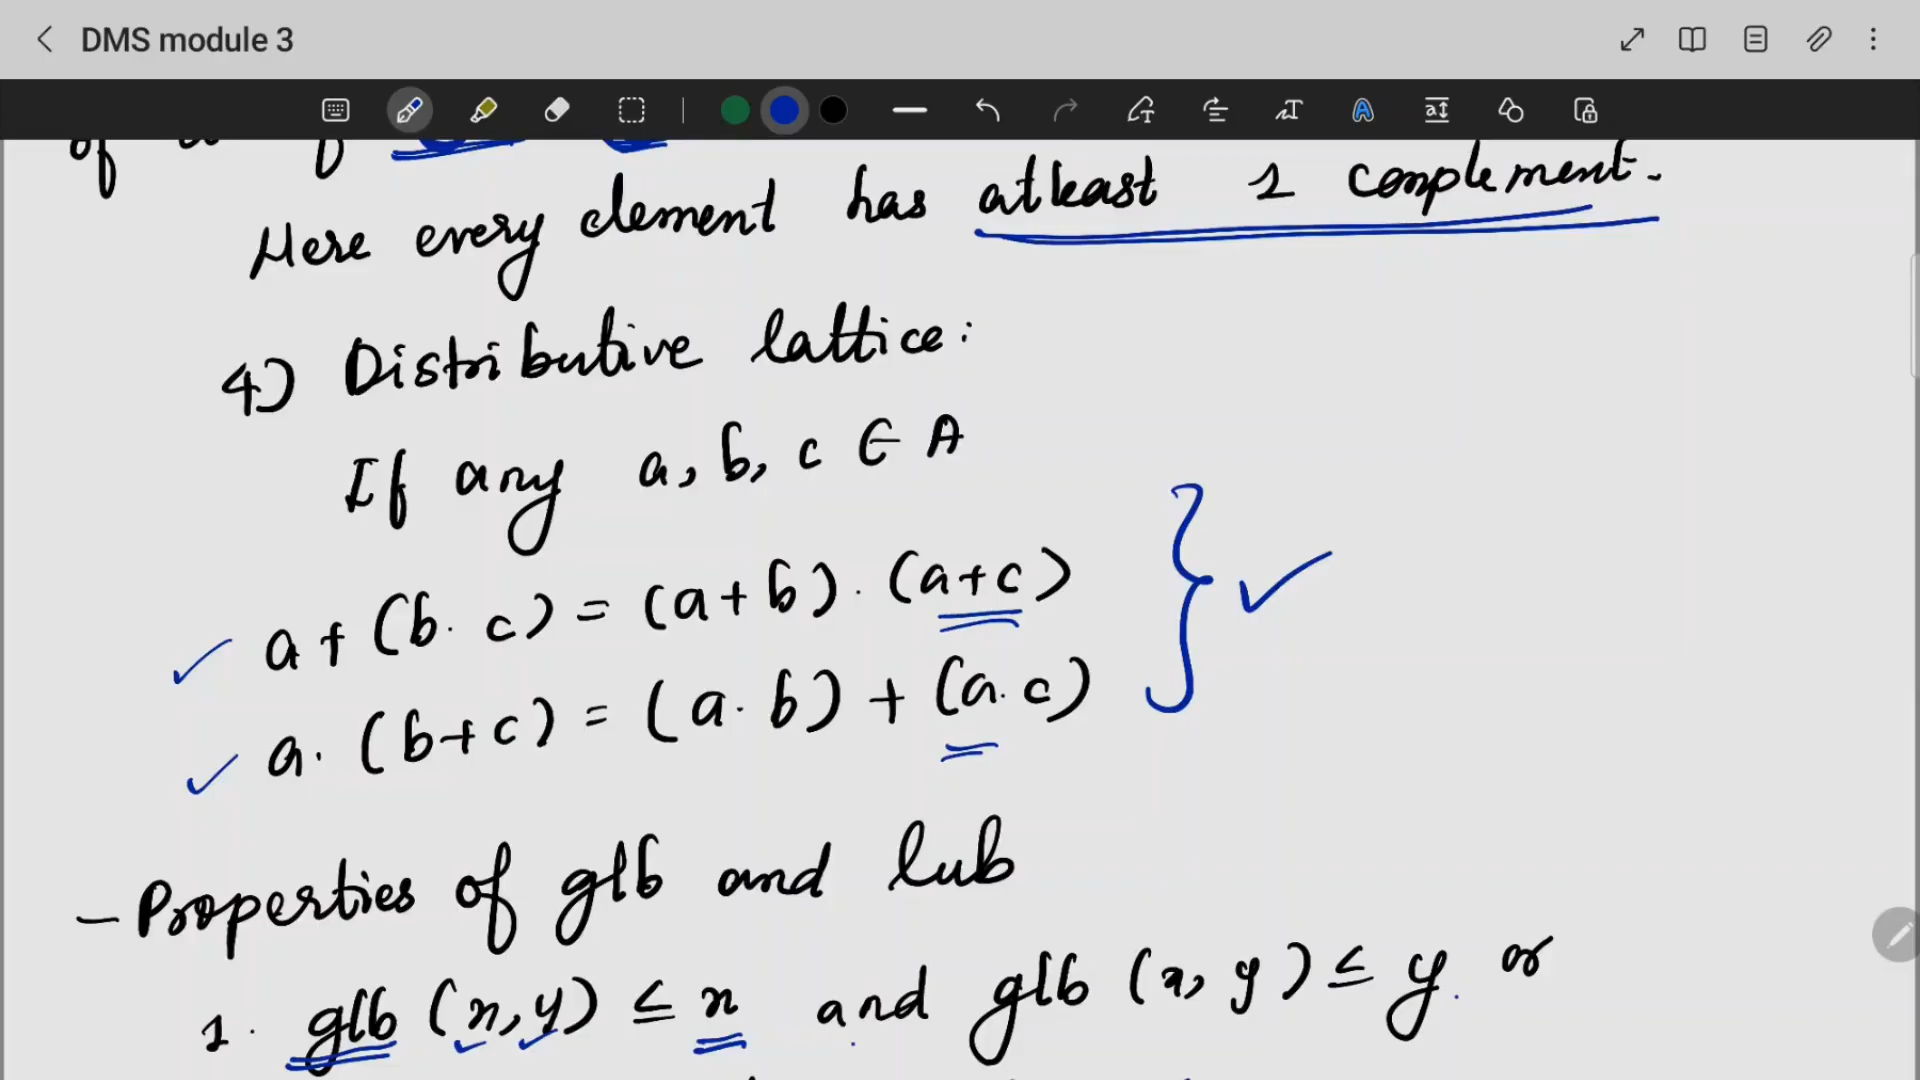 DMS module 3
of
Here every element has atleast 1 complement.
4) Distributive lattice:
If any a, b, c ∈ A
a + (b . c) = (a + b) . (a + c)
a . (b + c) = (a . b) + (a . c)
- Properties of glb and lub
1. glb (x, y) ≤ x and glb (x, y) ≤ y or